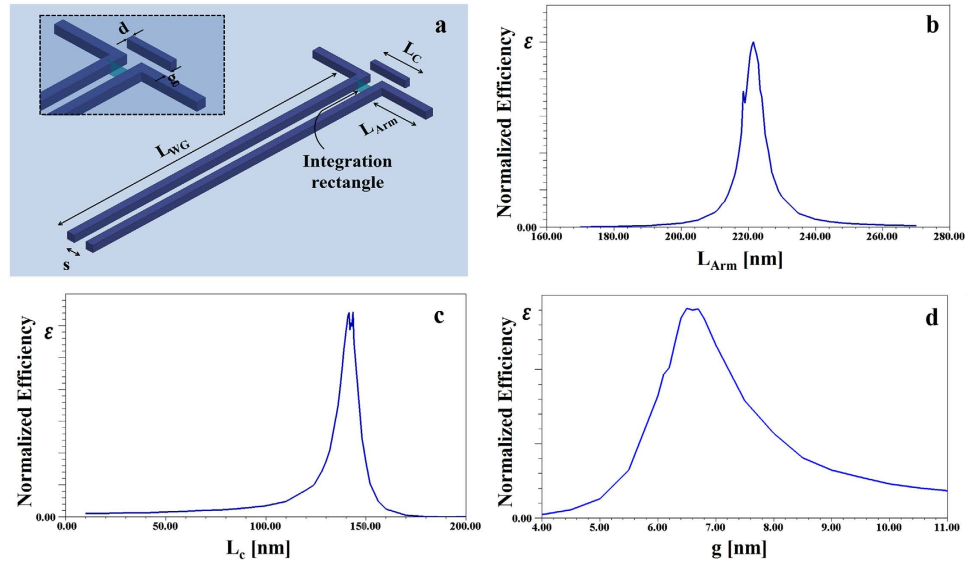 a
d
g
L_C
L_WG
L_Arm
Integration
rectangle
s
b
Normalized Efficiency
ε
0.00
160.00 180.00 200.00 220.00 240.00 260.00 280.00
L_Arm [nm]
c
Normalized Efficiency
ε
0.00
0.00 50.00 100.00 150.00 200.00
L_c [nm]
d
Normalized Efficiency
ε
0.00
4.00 5.00 6.00 7.00 8.00 9.00 10.00 11.00
g [nm]